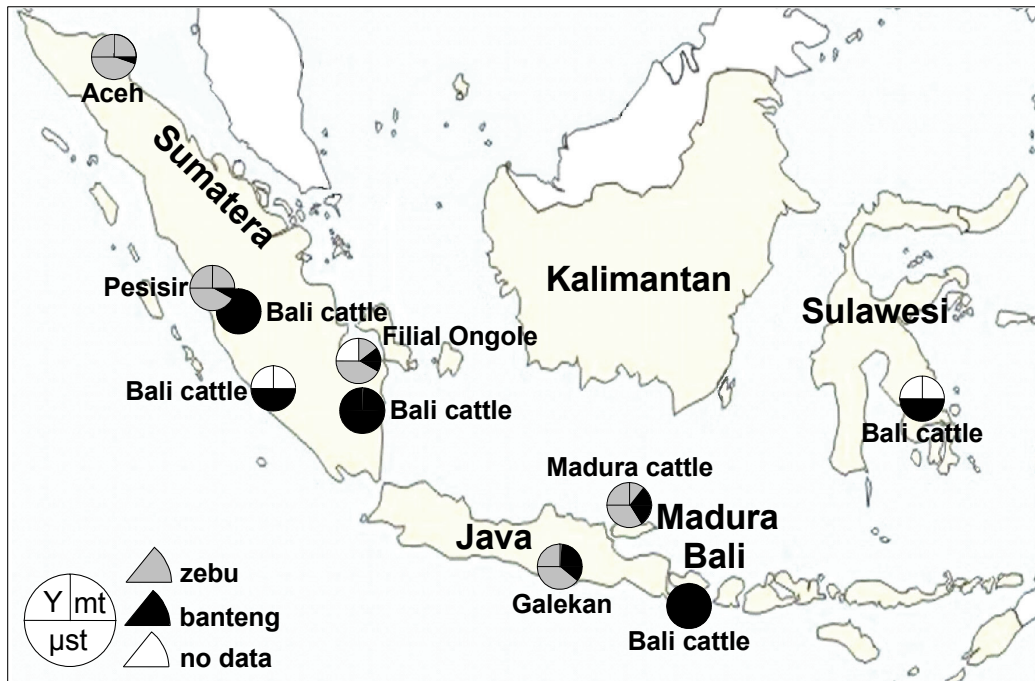 Aceh
Sumatera
Pesisir
Bali cattle
Filial Ongole
Bali cattle
Bali cattle
Kalimantan
Sulawesi
Bali cattle
Madura cattle
Madura
Java
Bali
Galekan
Bali cattle
Y mt
µst
zebu
banteng
no data